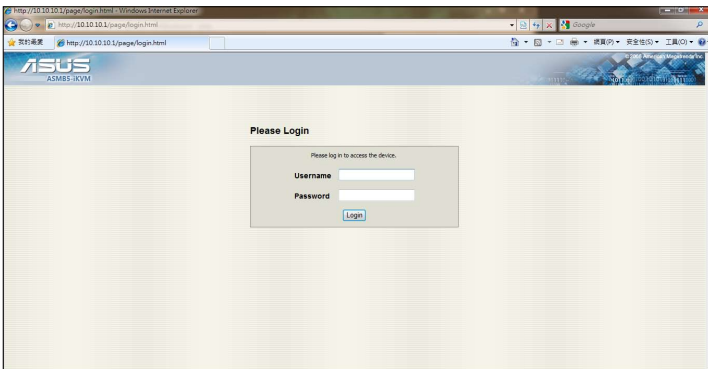 http://10.10.10.1/page/login.html - Windows Internet Explorer
http://10.10.10.1/page/login.html
Google
我的最愛
http://10.10.10.1/page/login.html
網頁(P)
安全性(S)
工具(O)
ASUS
ASMB5-iKVM
American Megatrends Inc.
Please Login
Please log in to access the device.
Username
Password
Login